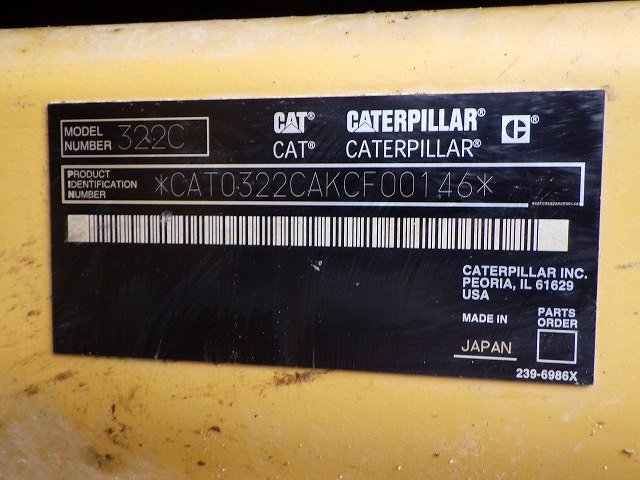 MODEL NUMBER 322C
CAT® CATERPILLAR® C®
CAT® CATERPILLAR®
PRODUCT IDENTIFICATION NUMBER *CAT0322CAKCF00146*
*CAT0322CAKCF00146*
CATERPILLAR INC.
PEORIA, IL 61629
USA
MADE IN
JAPAN
PARTS ORDER
239-6986X